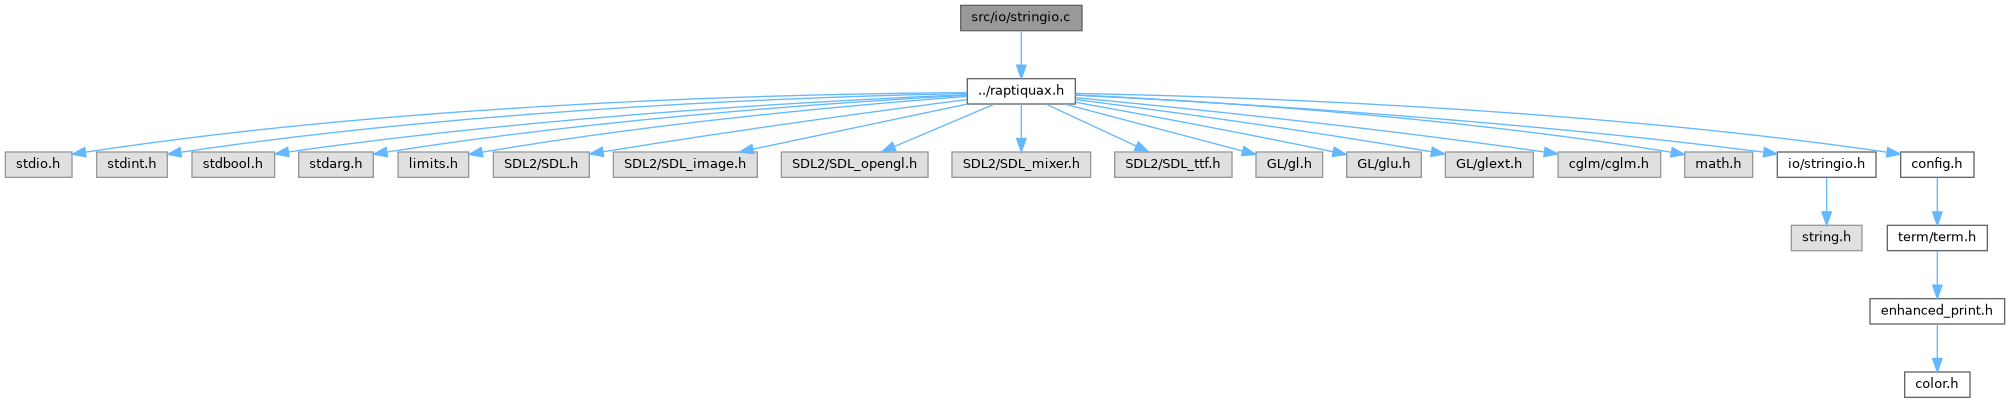 src/io/stringio.c
../raptiquax.h
stdio.h
stdint.h
stdbool.h
stdarg.h
limits.h
SDL2/SDL.h
SDL2/SDL_image.h
SDL2/SDL_opengl.h
SDL2/SDL_mixer.h
SDL2/SDL_ttf.h
GL/gl.h
GL/glu.h
GL/glext.h
cglm/cglm.h
math.h
io/stringio.h
config.h
string.h
term/term.h
enhanced_print.h
color.h